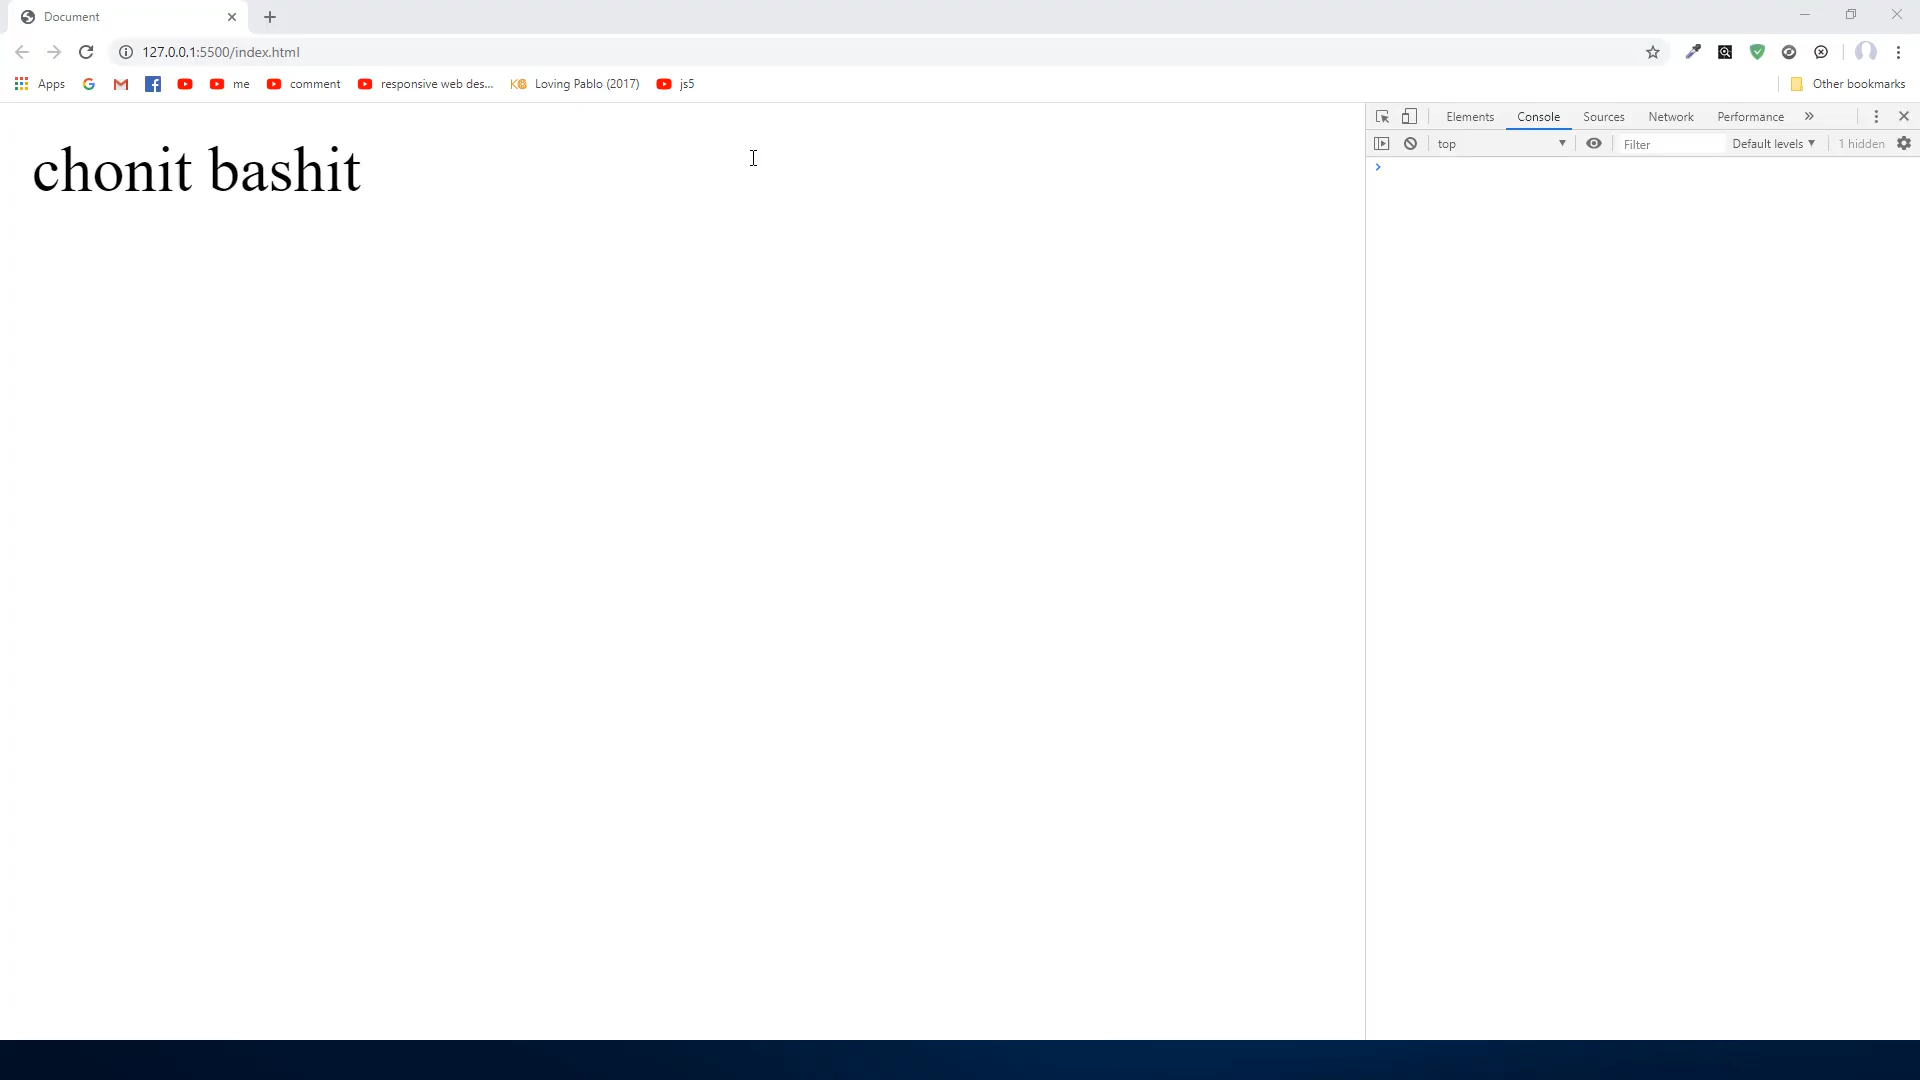 Document
127.0.0.1:5500/index.html
Apps me comment responsive web des... Loving Pablo (2017) js5 Other bookmarks
Elements Console Sources Network Performance »
top Filter Default levels ▼ 1 hidden
chonit bashit